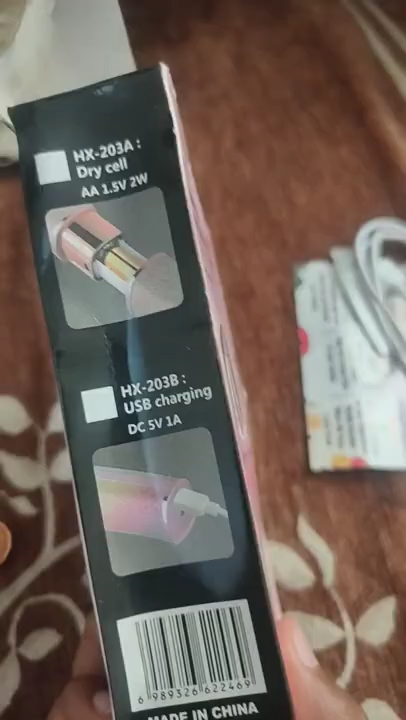 HX-203A :
Dry cell
AA 1.5V 2W
HX-203B :
USB charging
DC 5V 1A
6 989326 622469
MADE IN CHINA